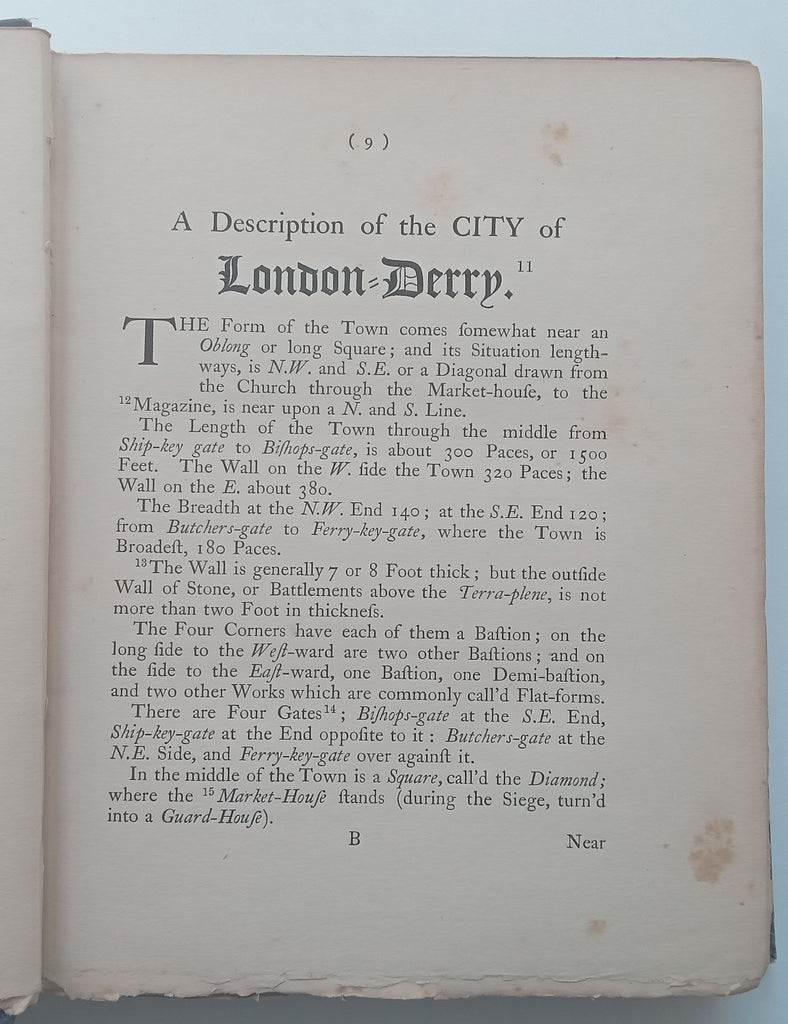 ( 9 )
A Description of the CITY of
London=Derry.11
THE Form of the Town comes ſomewhat near an
Oblong or long Square; and its Situation length-
ways, is N.W. and S.E. or a Diagonal drawn from
the Church through the Market-houſe, to the
12Magazine, is near upon a N. and S. Line.
The Length of the Town through the middle from
Ship-key gate to Biſhops-gate, is about 300 Paces, or 1500
Feet. The Wall on the W. ſide the Town 320 Paces; the
Wall on the E. about 380.
The Breadth at the N.W. End 140; at the S.E. End 120;
from Butchers-gate to Ferry-key-gate, where the Town is
Broadeſt, 180 Paces.
13The Wall is generally 7 or 8 Foot thick; but the outſide
Wall of Stone, or Battlements above the Terra-plene, is not
more than two Foot in thickneſs.
The Four Corners have each of them a Baſtion; on the
long ſide to the Weſt-ward are two other Baſtions; and on
the ſide to the Eaſt-ward, one Baſtion, one Demi-baſtion,
and two other Works which are commonly call'd Flat-forms.
There are Four Gates14; Biſhops-gate at the S.E. End,
Ship-key-gate at the End oppoſite to it: Butchers-gate at the
N.E. Side, and Ferry-key-gate over againſt it.
In the middle of the Town is a Square, call'd the Diamond;
where the 15Market-Houſe ſtands (during the Siege, turn'd
into a Guard-Houſe).
B Near